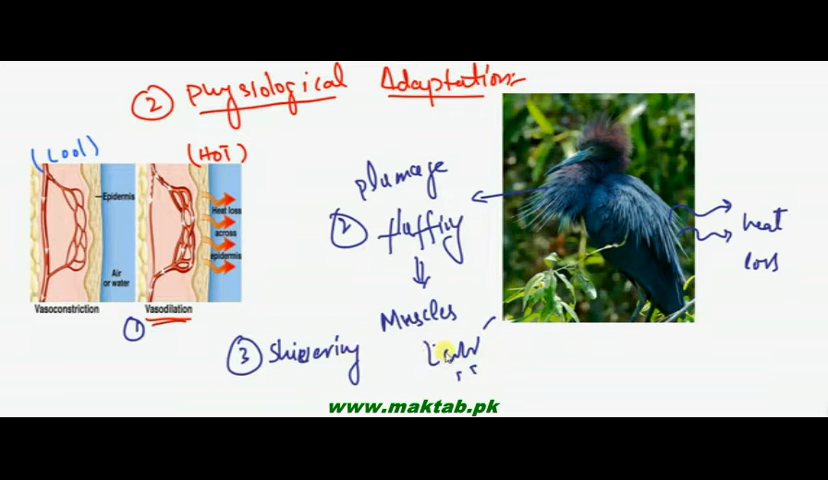 ② Physiological Adaptations
(Cool)
(HOT)
Epidermis
Air
or water
Vasoconstriction
Heat loss
across
epidermis
Vasodilation
①
plumage
② fluffing
Muscles
③ Shivering
heat
loss
www.maktab.pk